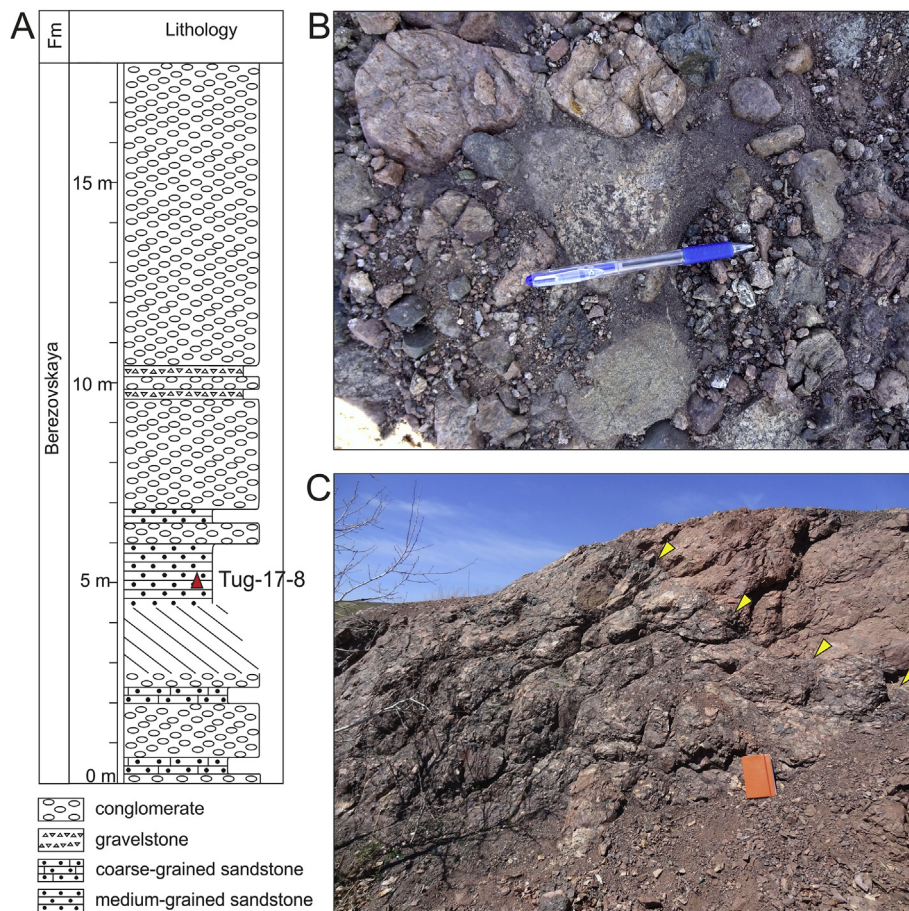 A
Fm
Lithology
15 m
10 m
Berezovskaya
5 m
Tug-17-8
0 m
conglomerate
gravelstone
coarse-grained sandstone
medium-grained sandstone
B
C